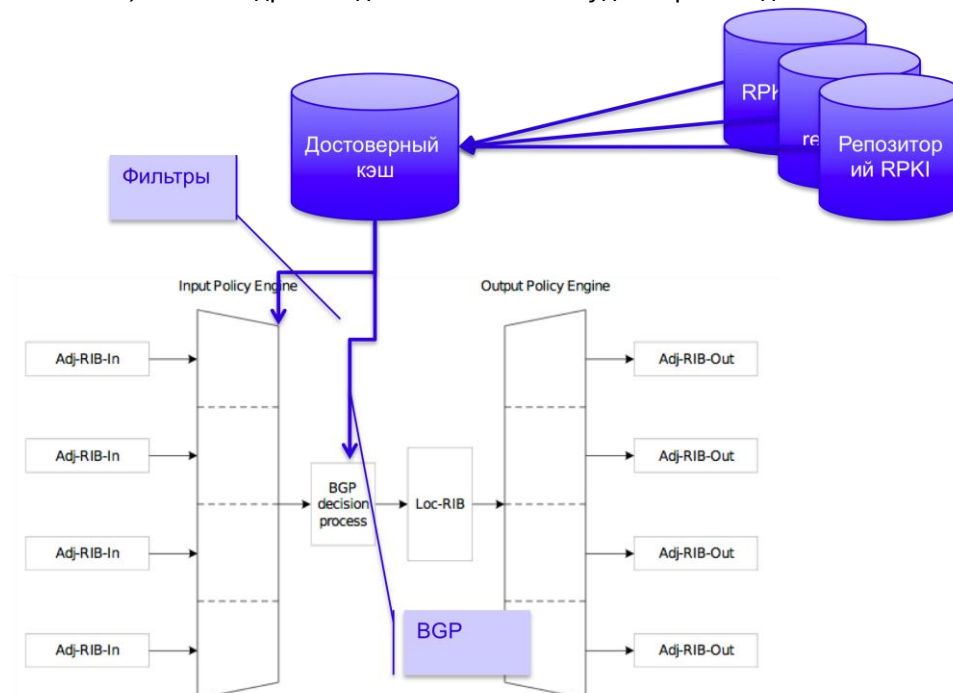 RPK
re
Репозитор
ий RPKI
Достоверный
кэш
Фильтры
Input Policy Engine
Output Policy Engine
Adj-RIB-In
Adj-RIB-Out
Adj-RIB-In
Adj-RIB-Out
BGP
decision
process
Loc-RIB
Adj-RIB-In
Adj-RIB-Out
BGP
Adj-RIB-In
Adj-RIB-Out